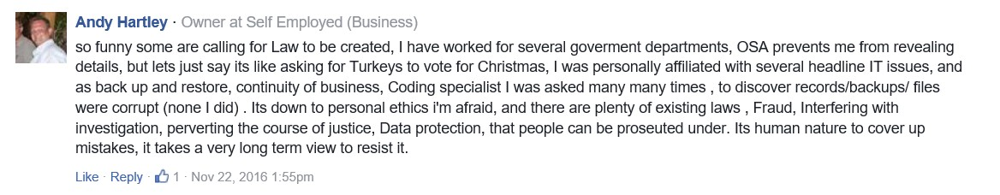 Andy Hartley · Owner at Self Employed (Business)
so funny some are calling for Law to be created, I have worked for several goverment departments, OSA prevents me from revealing
details, but lets just say its like asking for Turkeys to vote for Christmas, I was personally affiliated with several headline IT issues, and
as back up and restore, continuity of business, Coding specialist I was asked many many times , to discover records/backups/ files
were corrupt (none I did) . Its down to personal ethics i'm afraid, and there are plenty of existing laws , Fraud, Interfering with
investigation, perverting the course of justice, Data protection, that people can be proseuted under. Its human nature to cover up
mistakes, it takes a very long term view to resist it.
Like · Reply · 1 · Nov 22, 2016 1:55pm